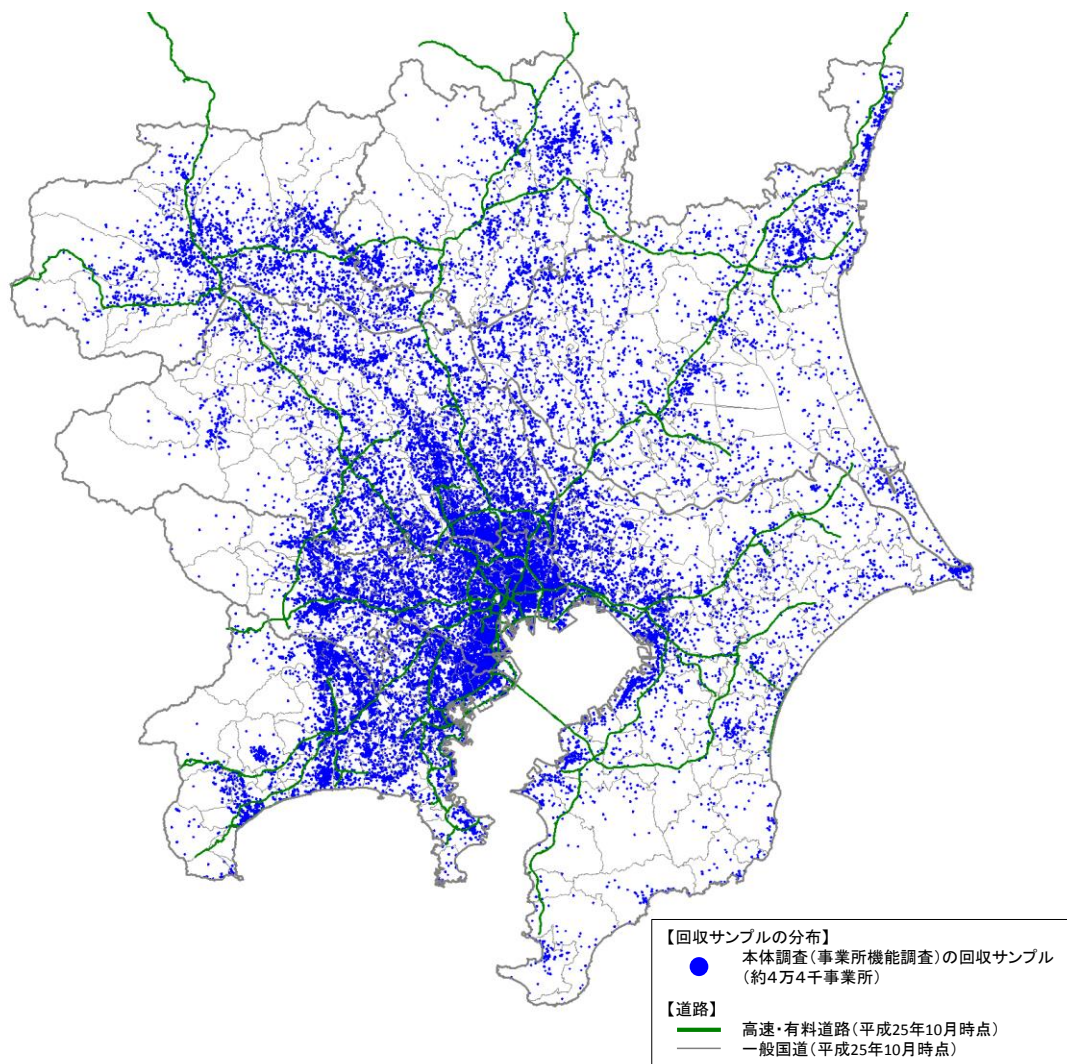 【回収サンプルの分布】
本体調査(事業所機能調査)の回収サンプル
(約4万4千事業所)
【道路】
高速・有料道路(平成25年10月時点)
一般国道(平成25年10月時点)